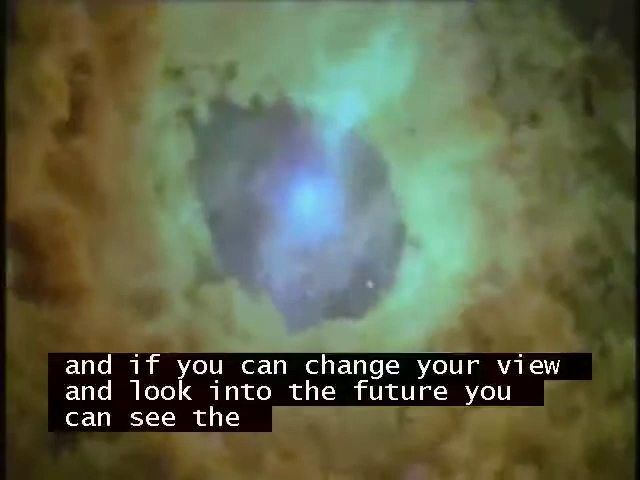 and if you can change your view
and look into the future you
can see the